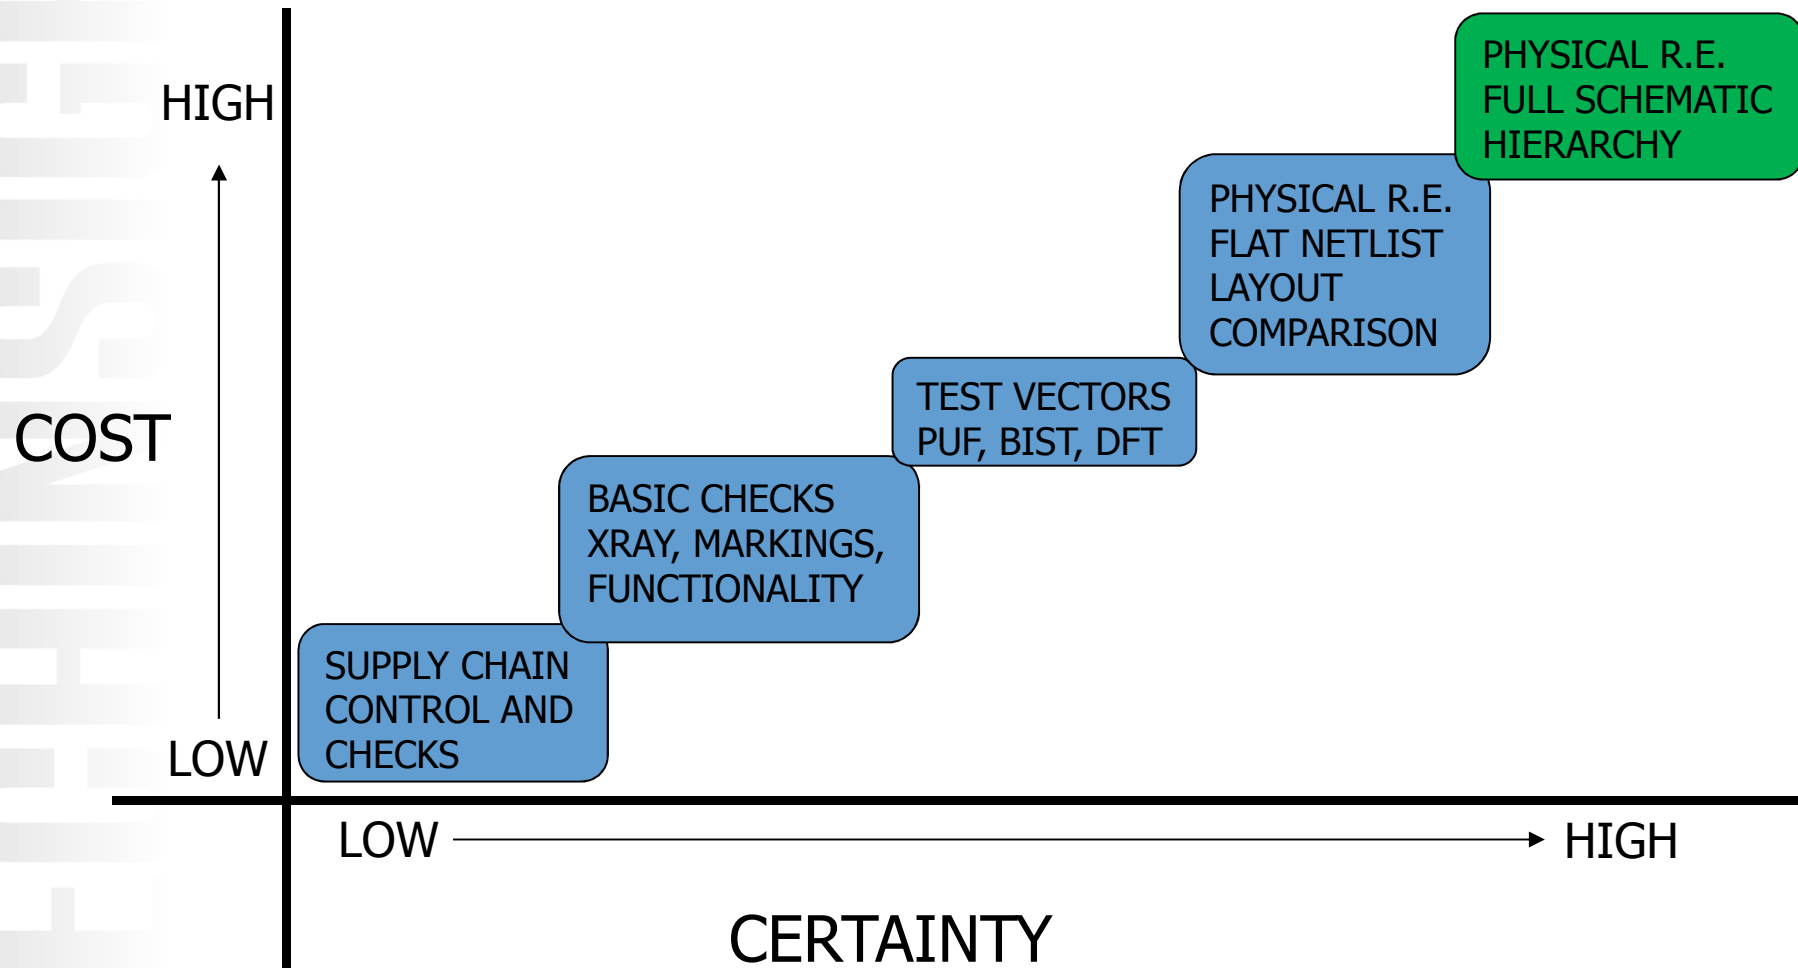 PHYSICAL R.E.
FULL SCHEMATIC
HIERARCHY
HIGH
PHYSICAL R.E.
FLAT NETLIST
LAYOUT
COMPARISON
TEST VECTORS
PUF, BIST, DFT
COST
BASIC CHECKS
XRAY, MARKINGS,
FUNCTIONALITY
SUPPLY CHAIN
CONTROL AND
CHECKS
LOW
LOW
HIGH
CERTAINTY